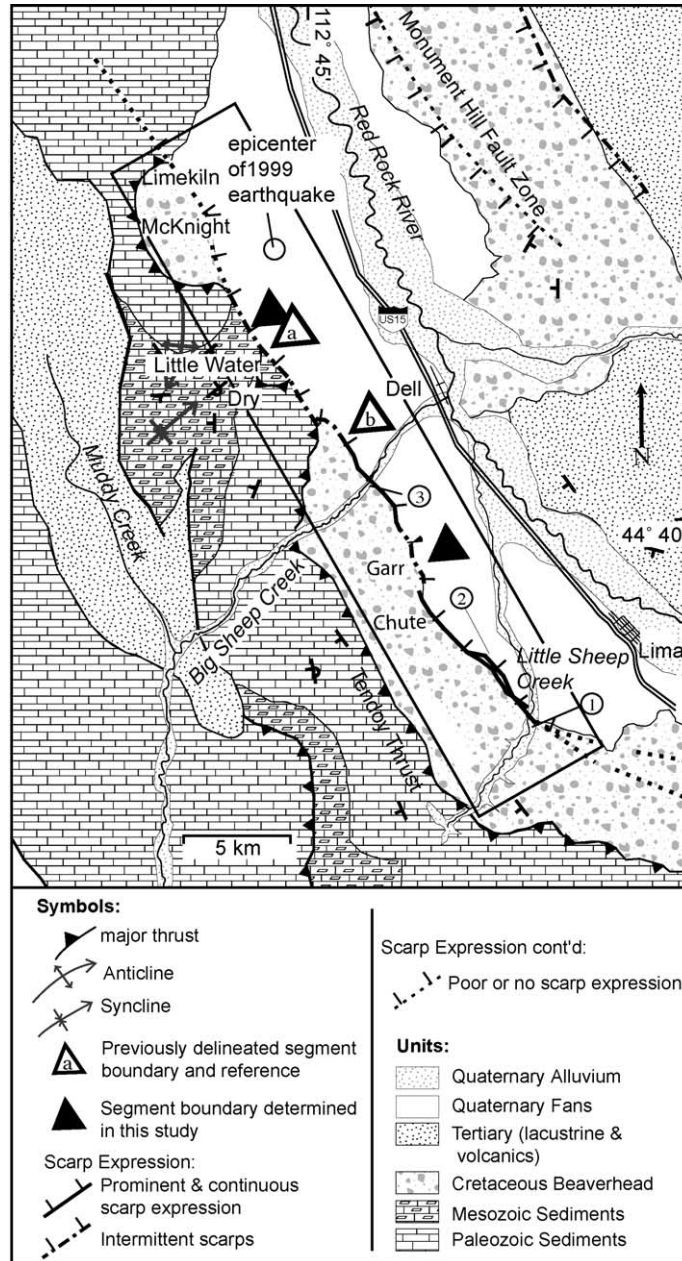 112° 45'
Monument Hill Fault Zone
Red Rock River
epicenter
of1999
earthquake
Limekiln
McKnight
US15
a
Little Water
Dell
Dry
b
N
Muddy Creek
3
44° 40
Garr
2
Big Sheep Creek
Chute
Little Sheep
Creek
Lima
1
Tendoy Thrust
5 km
Symbols:
major thrust
Anticline
Syncline
a
Previously delineated segment
boundary and reference
Segment boundary determined
in this study
Scarp Expression:
Prominent & continuous
scarp expression
Intermittent scarps
Scarp Expression cont'd:
Poor or no scarp expression
Units:
Quaternary Alluvium
Quaternary Fans
Tertiary (lacustrine &
volcanics)
Cretaceous Beaverhead
Mesozoic Sediments
Paleozoic Sediments